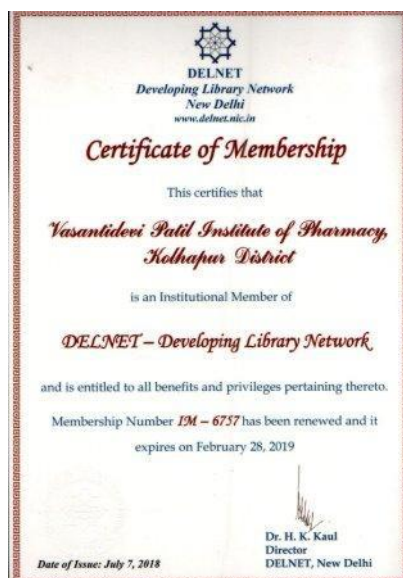 DELNET
Developing Library Network
New Delhi
www.delnet.nic.in
Certificate of Membership
This certifies that
Vasantidevi Patil Institute of Pharmacy,
Kolhapur District
is an Institutional Member of
DELNET – Developing Library Network
and is entitled to all benefits and privileges pertaining thereto.
Membership Number IM – 6757 has been renewed and it
expires on February 28, 2019
Dr. H. K. Kaul
Director
DELNET, New Delhi
Date of Issue: July 7, 2018